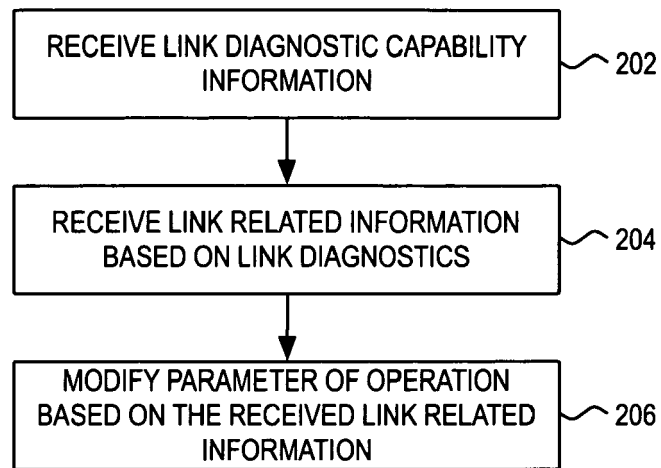 RECEIVE LINK DIAGNOSTIC CAPABILITY
INFORMATION
202
RECEIVE LINK RELATED INFORMATION
BASED ON LINK DIAGNOSTICS
204
MODIFY PARAMETER OF OPERATION
BASED ON THE RECEIVED LINK RELATED
INFORMATION
206